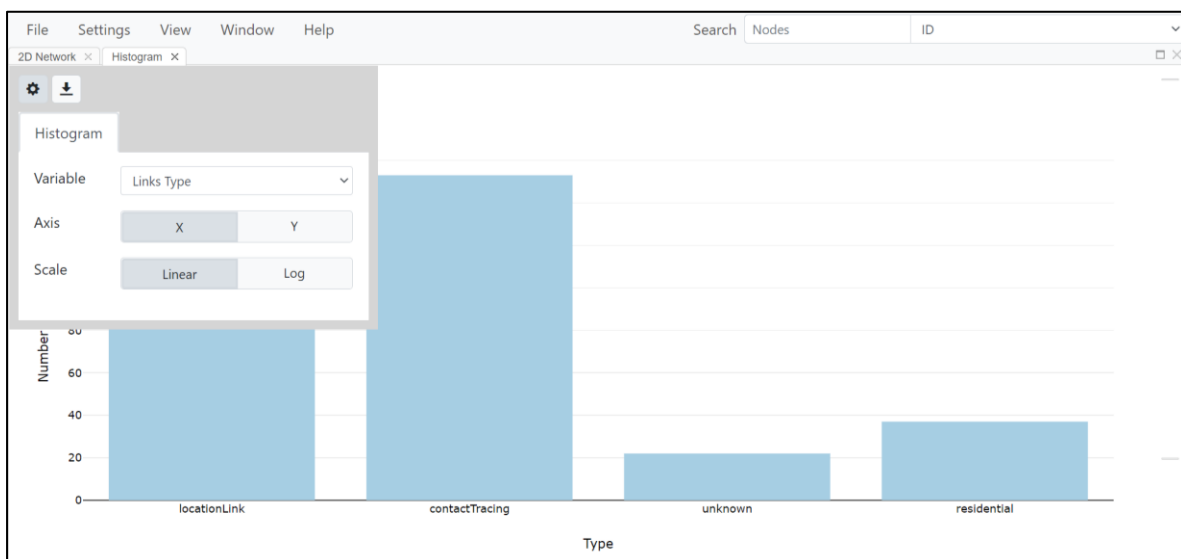 File Settings View Window Help Search Nodes ID
2D Network Histogram
Histogram
Variable Links Type
Axis X Y
Scale Linear Log
Number
80
60
40
20
0
locationLink contactTracing unknown residential
Type